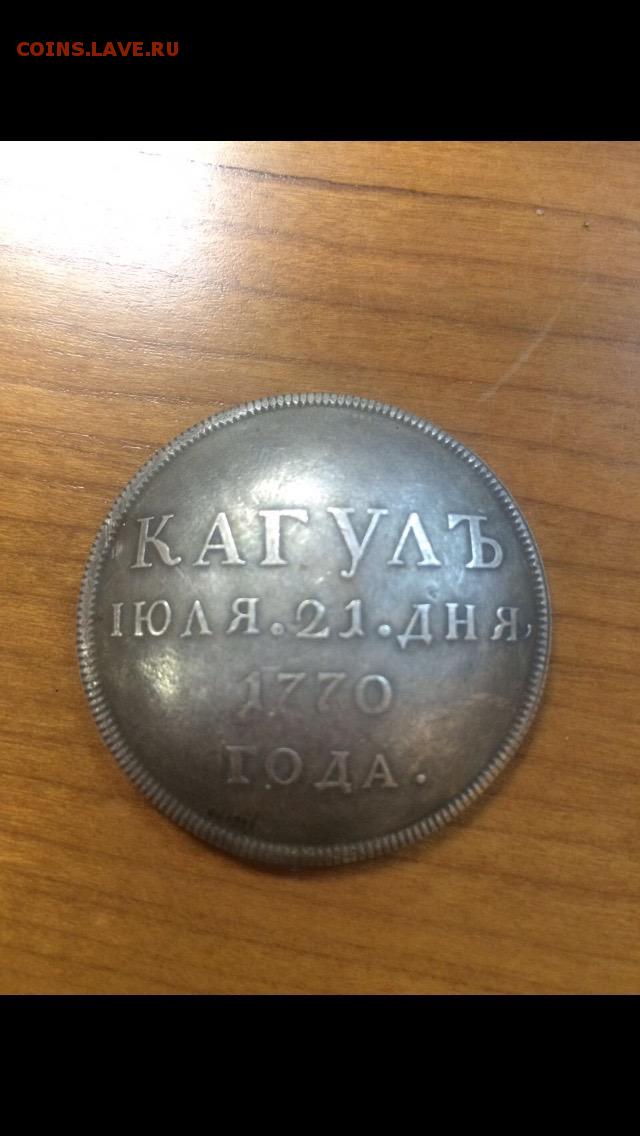 COINS.LAVE.RU
КАГУЛЪ
ІЮЛЯ.21.ДНЯ,
1770
ГОДА.